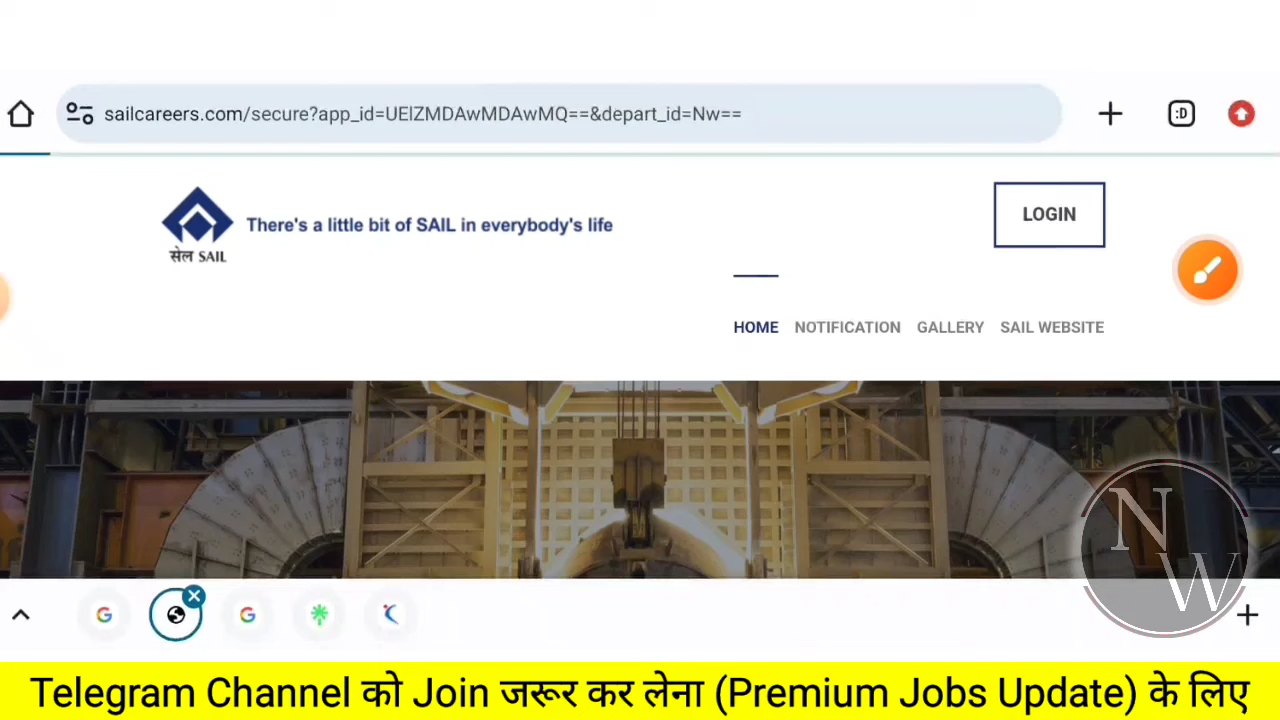 sailcareers.com/secure?app_id=UElZMDAwMDAwMQ==&depart_id=Nw==
:D
There's a little bit of SAIL in everybody's life
LOGIN
सेल SAIL
HOME NOTIFICATION GALLERY SAIL WEBSITE
N
W
Telegram Channel को Join जरूर कर लेना (Premium Jobs Update) के लिए